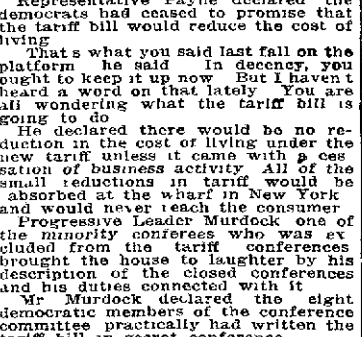 Representative Payne declared the
democrats had ceased to promise that
the tariff bill would reduce the cost of
living
That s what you said last fall on the
platform he said In decency, you
ought to keep it up now But I haven t
heard a word on that lately You are
all wondering what the tariff bill is
going to do
He declared there would be no re-
duction in the cost of living under the
new tariff unless it came with a ces
sation of business activity All of the
small reductions in tariff would be
absorbed at the wharf in New York
and would never reach the consumer
Progressive Leader Murdock one of
the minority conferees who was ex
cluded from the tariff conferences
brought the house to laughter by his
description of the closed conferences
and his duties connected with it
Mr Murdock declared the eight
democratic members of the conference
committee practically had written the
tariff bill in secret conference